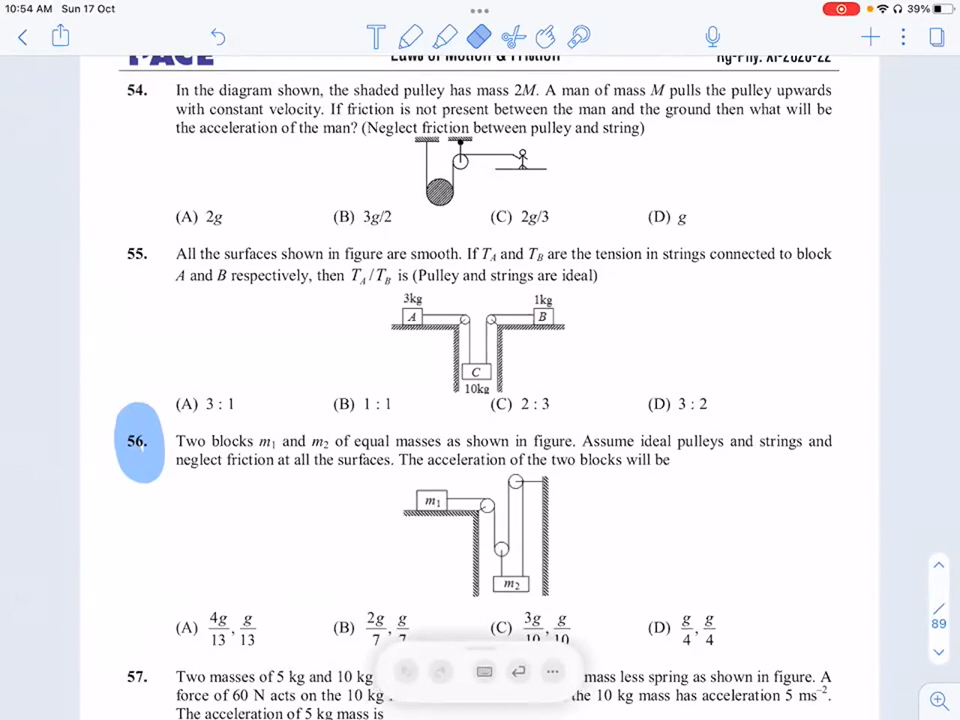 10:54 AM Sun 17 Oct
39%
PACE Laws of Motion & Friction
54. In the diagram shown, the shaded pulley has mass 2M. A man of mass M pulls the pulley upwards
with constant velocity. If friction is not present between the man and the ground then what will be
the acceleration of the man? (Neglect friction between pulley and string)
(A) 2g (B) 3g/2 (C) 2g/3 (D) g
55. All the surfaces shown in figure are smooth. If T_A and T_B are the tension in strings connected to block
A and B respectively, then T_A/T_B is (Pulley and strings are ideal)
3kg 1kg
A B
C
10kg
(A) 3 : 1 (B) 1 : 1 (C) 2 : 3 (D) 3 : 2
56. Two blocks m₁ and m₂ of equal masses as shown in figure. Assume ideal pulleys and strings and
neglect friction at all the surfaces. The acceleration of the two blocks will be
m₁
m₂
(A) 4g/13, g/13 (B) 2g/7, g/7 (C) 3g/10, g/10 (D) g/4, g/4
89
57. Two masses of 5 kg and 10 kg mass less spring as shown in figure. A
force of 60 N acts on the 10 kg the 10 kg mass has acceleration 5 ms⁻².
The acceleration of 5 kg mass is